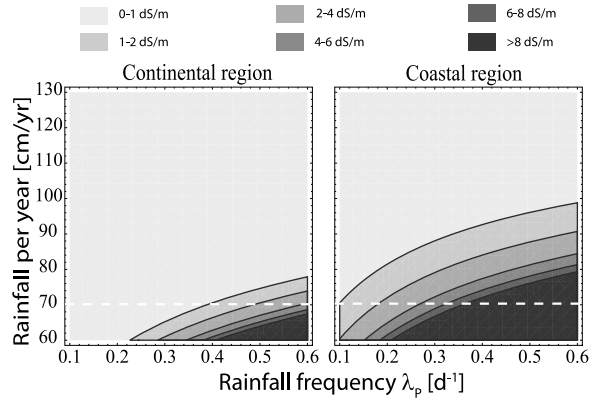 0-1 dS/m 2-4 dS/m 6-8 dS/m
1-2 dS/m 4-6 dS/m >8 dS/m
Continental region Coastal region
Rainfall per year [cm/yr]
130
120
110
100
90
80
70
60
0.1 0.2 0.3 0.4 0.5 0.6 0.1 0.2 0.3 0.4 0.5 0.6
Rainfall frequency λP [d-1]